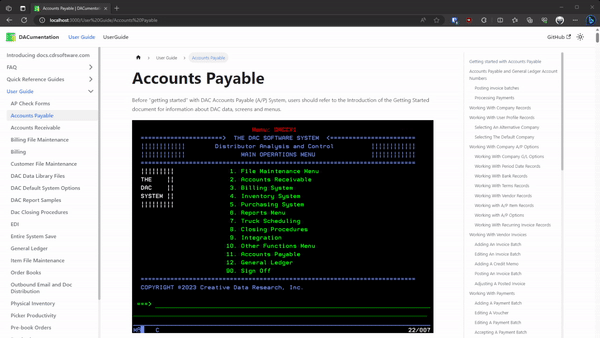 Accounts Payable | DACumentation
localhost:3000/User%20Guide/Accounts%20Payable
DACumentation
User Guide
UserGuide
GitHub
Introducing docs.cdrsoftware.com
FAQ
Quick Reference Guides
User Guide
AP Check Forms
Accounts Payable
Accounts Receivable
Billing File Maintenance
Billing
Customer File Maintenance
DAC Data Library Files
DAC Default System Options
DAC Report Samples
Dac Closing Procedures
EDI
Entire System Save
General Ledger
Item File Maintenance
Order Books
Outbound Email and Doc
Distribution
Physical Inventory
Picker Productivity
Pre-book Orders
User Guide
Accounts Payable
Accounts Payable
Before "getting started" with DAC Accounts Payable (A/P) System, users should refer to the Introduction of the Getting Started
document for information about DAC data, screens and menus.
THE DAC SOFTWARE SYSTEM
Distributor Analysis and Control
MAIN OPERATIONS MENU
THE
DAC
SYSTEM
1. File Maintenance Menu
2. Accounts Receivable
3. Billing System
4. Inventory System
5. Purchasing System
6. Reports Menu
7. Truck Scheduling
8. Closing Procedures
9. Integration
10. Other Functions Menu
11. Accounts Payable
12. General Ledger
90. Sign Off
COPYRIGHT ©2023 Creative Data Research, Inc.
===>
22/007
Getting started with Accounts Payable
Accounts Payable and General Ledger Account
Numbers
Posting Invoice Batches
Processing Payments
Working With Company Records
Working With User Profile Records
Selecting an Alternative Company
Selecting The Default Company
Working With Company A/P Options
Working With Company G/L Options
Working With Period Date Records
Working With Bank Records
Working With Terms Records
Working With Vendor Records
Working with A/P Item Records
Working with A/P Options
Working With Recurring Invoice Records
Working With Vendor Invoices
Adding An Invoice Batch
Editing An Invoice Batch
Adding A Credit Memo
Posting An Invoice Batch
Adjusting A Posted Invoice
Working With Payments
Adding A Payment Batch
Editing A Voucher
Editing A Payment Batch
Accepting A Payment Batch